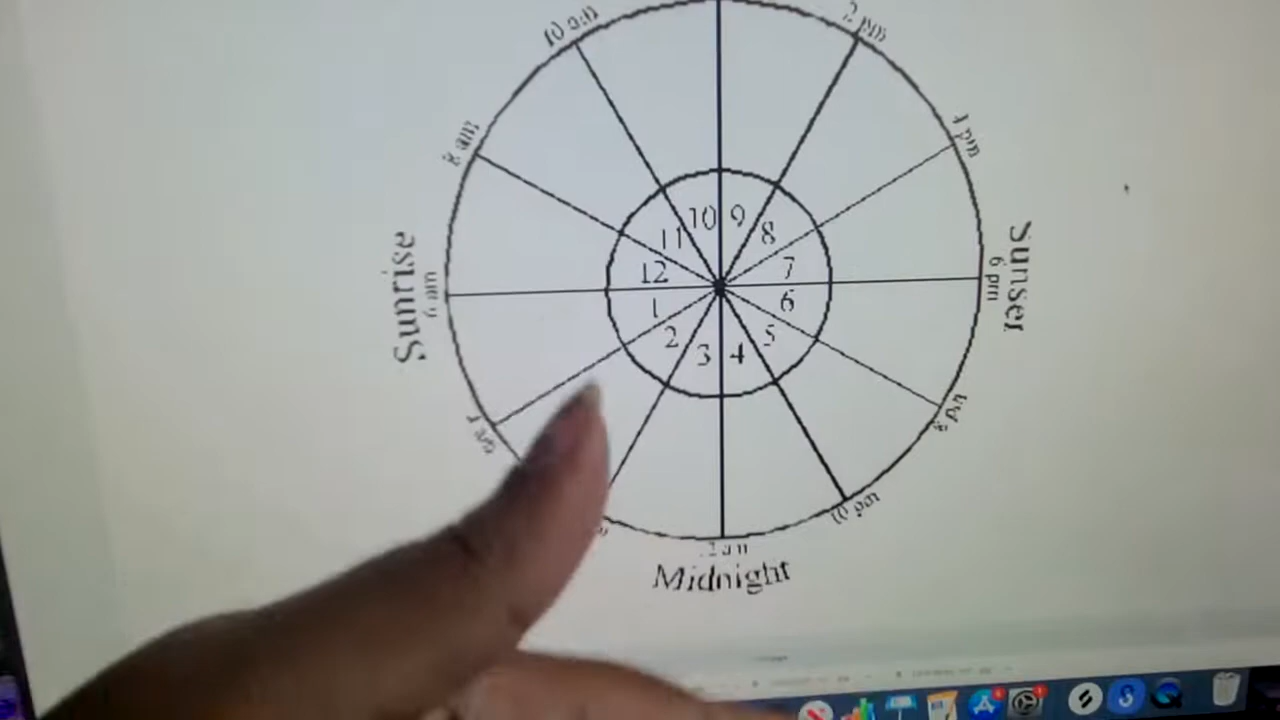 10 am
2 pm
8 am
4 pm
10
9
11
8
12
7
Sunrise
6 am
Sunset
6 pm
1
6
2
5
3
4
8 pm
10 pm
Midnight